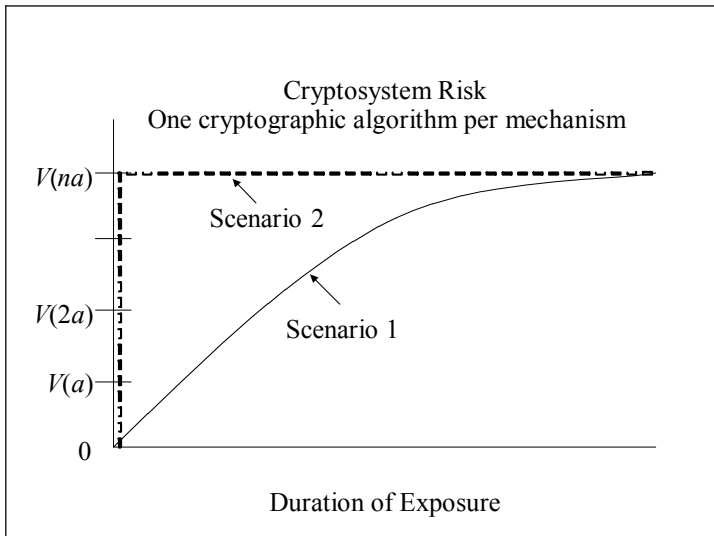 Cryptosystem Risk
One cryptographic algorithm per mechanism
V(na)
Scenario 2
V(2a)
Scenario 1
V(a)
0
Duration of Exposure